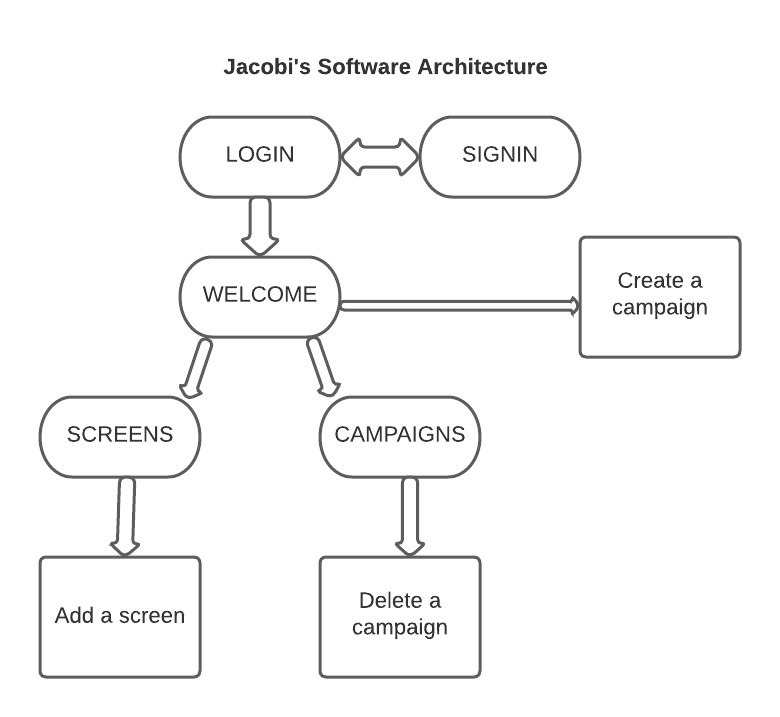 Jacobi's Software Architecture
LOGIN
SIGNIN
WELCOME
Create a
campaign
SCREENS
CAMPAIGNS
Add a screen
Delete a
campaign